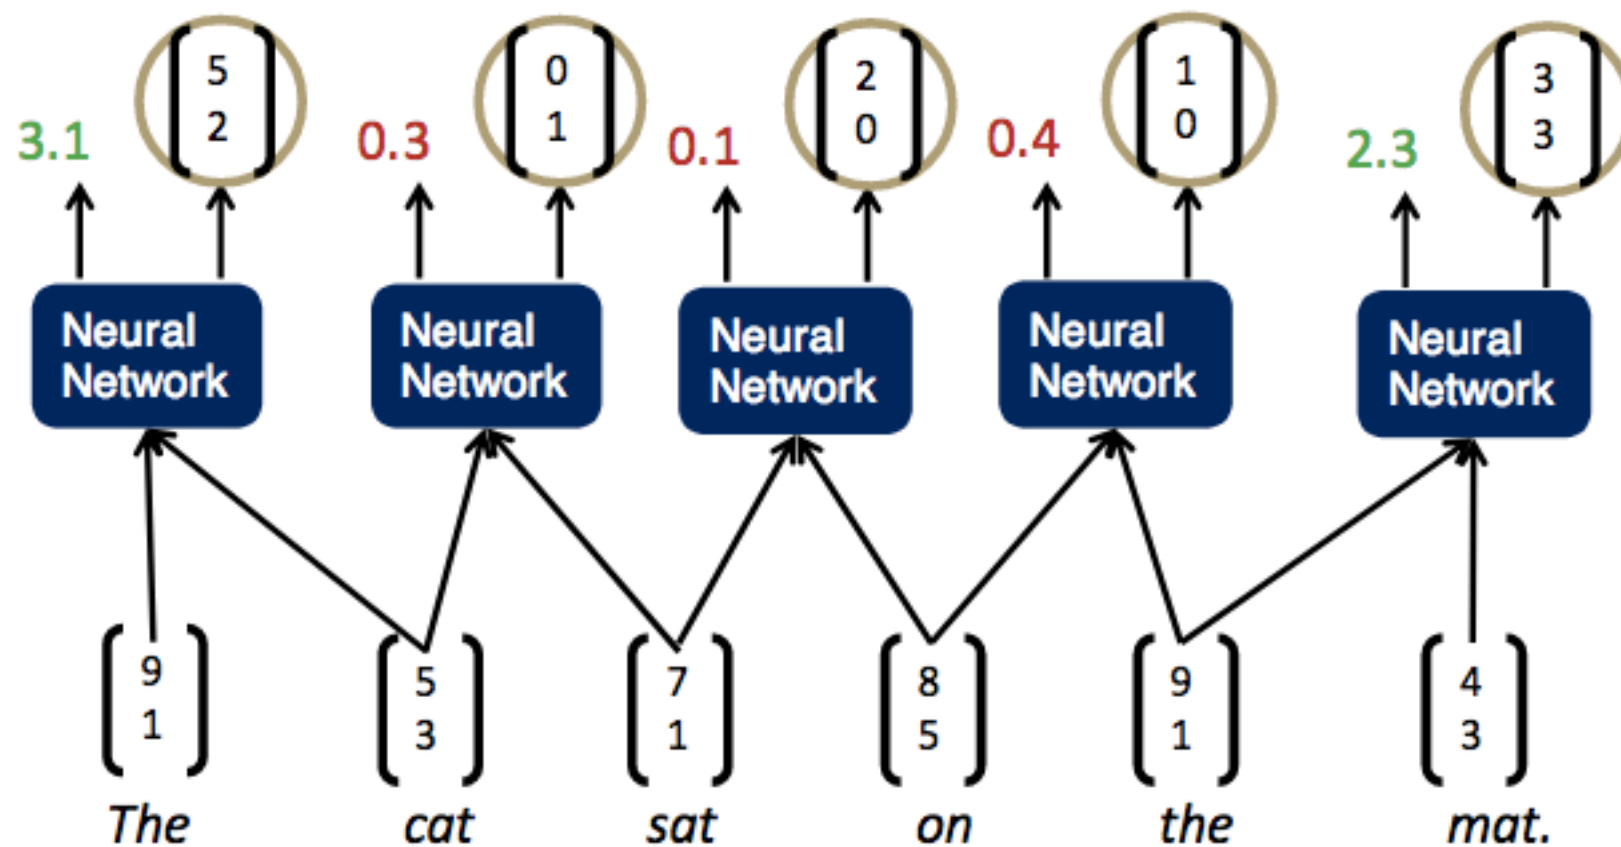 5 0 2 1 3
2 1 0 0 3
3.1 0.3 0.1 0.4 2.3
Neural Neural Neural Neural Neural
Network Network Network Network Network
9 5 7 8 9 4
1 3 1 5 1 3
The cat sat on the mat.